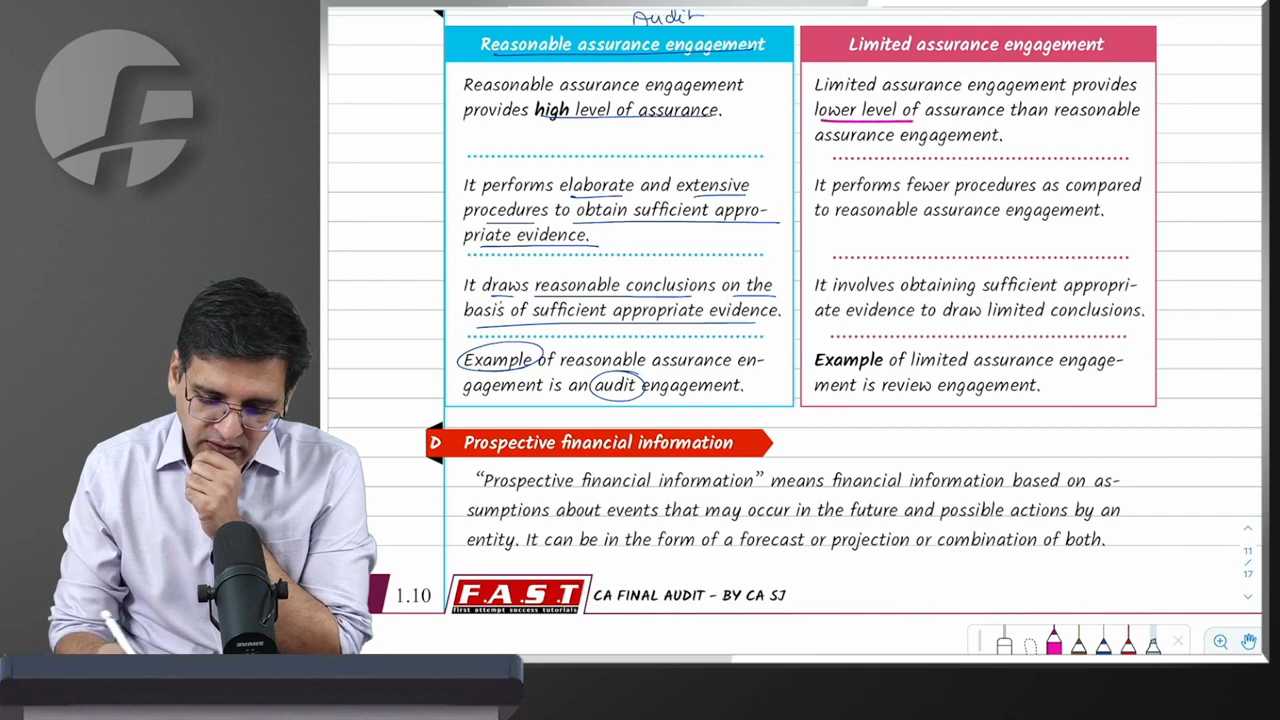 Audit
Reasonable assurance engagement
Reasonable assurance engagement
provides high level of assurance.
It performs elaborate and extensive
procedures to obtain sufficient appro-
priate evidence.
It draws reasonable conclusions on the
basis of sufficient appropriate evidence.
Example of reasonable assurance en-
gagement is an audit engagement.
Limited assurance engagement
Limited assurance engagement provides
lower level of assurance than reasonable
assurance engagement.
It performs fewer procedures as compared
to reasonable assurance engagement.
It involves obtaining sufficient appropri-
ate evidence to draw limited conclusions.
Example of limited assurance engage-
ment is review engagement.
D Prospective financial information
“Prospective financial information” means financial information based on as-
sumptions about events that may occur in the future and possible actions by an
entity. It can be in the form of a forecast or projection or combination of both.
1.10
F.A.S.T
first attempt success tutorials
CA FINAL AUDIT - BY CA SJ
11
/
17